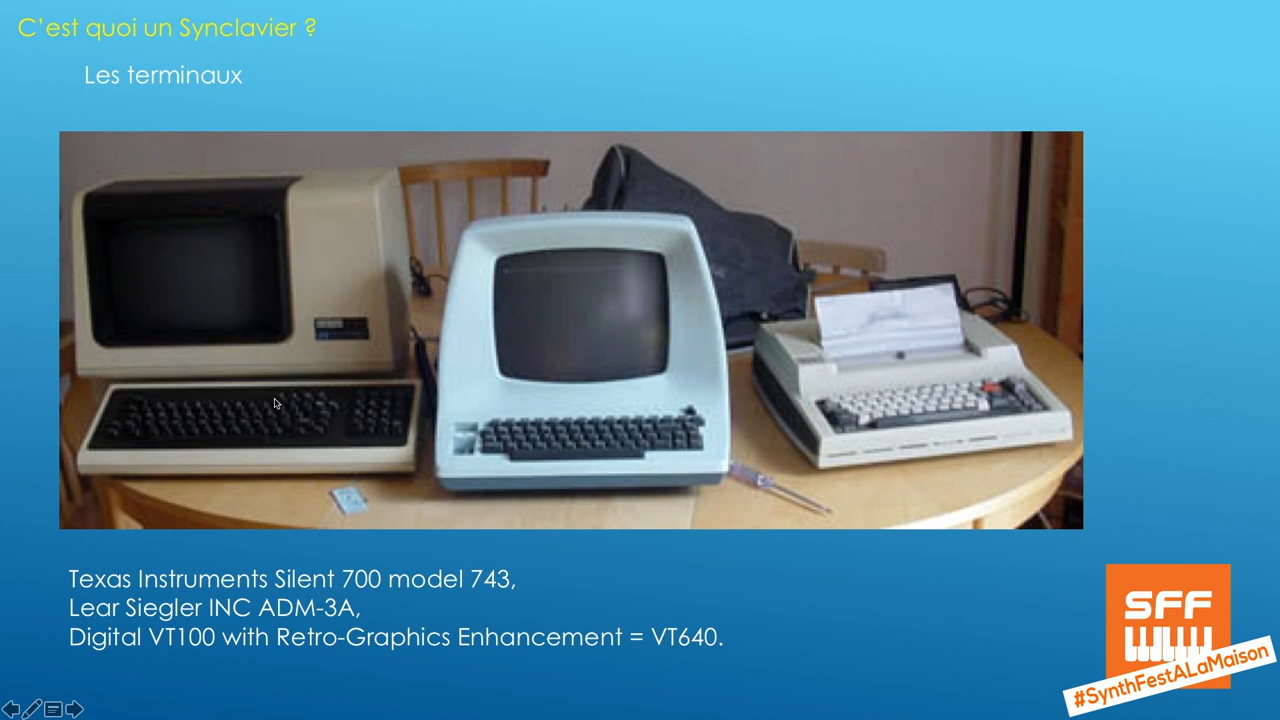 C'est quoi un Synclavier ?
Les terminaux
Texas Instruments Silent 700 model 743,
Lear Siegler INC ADM-3A,
Digital VT100 with Retro-Graphics Enhancement = VT640.
SFF
#SynthFestALaMaison